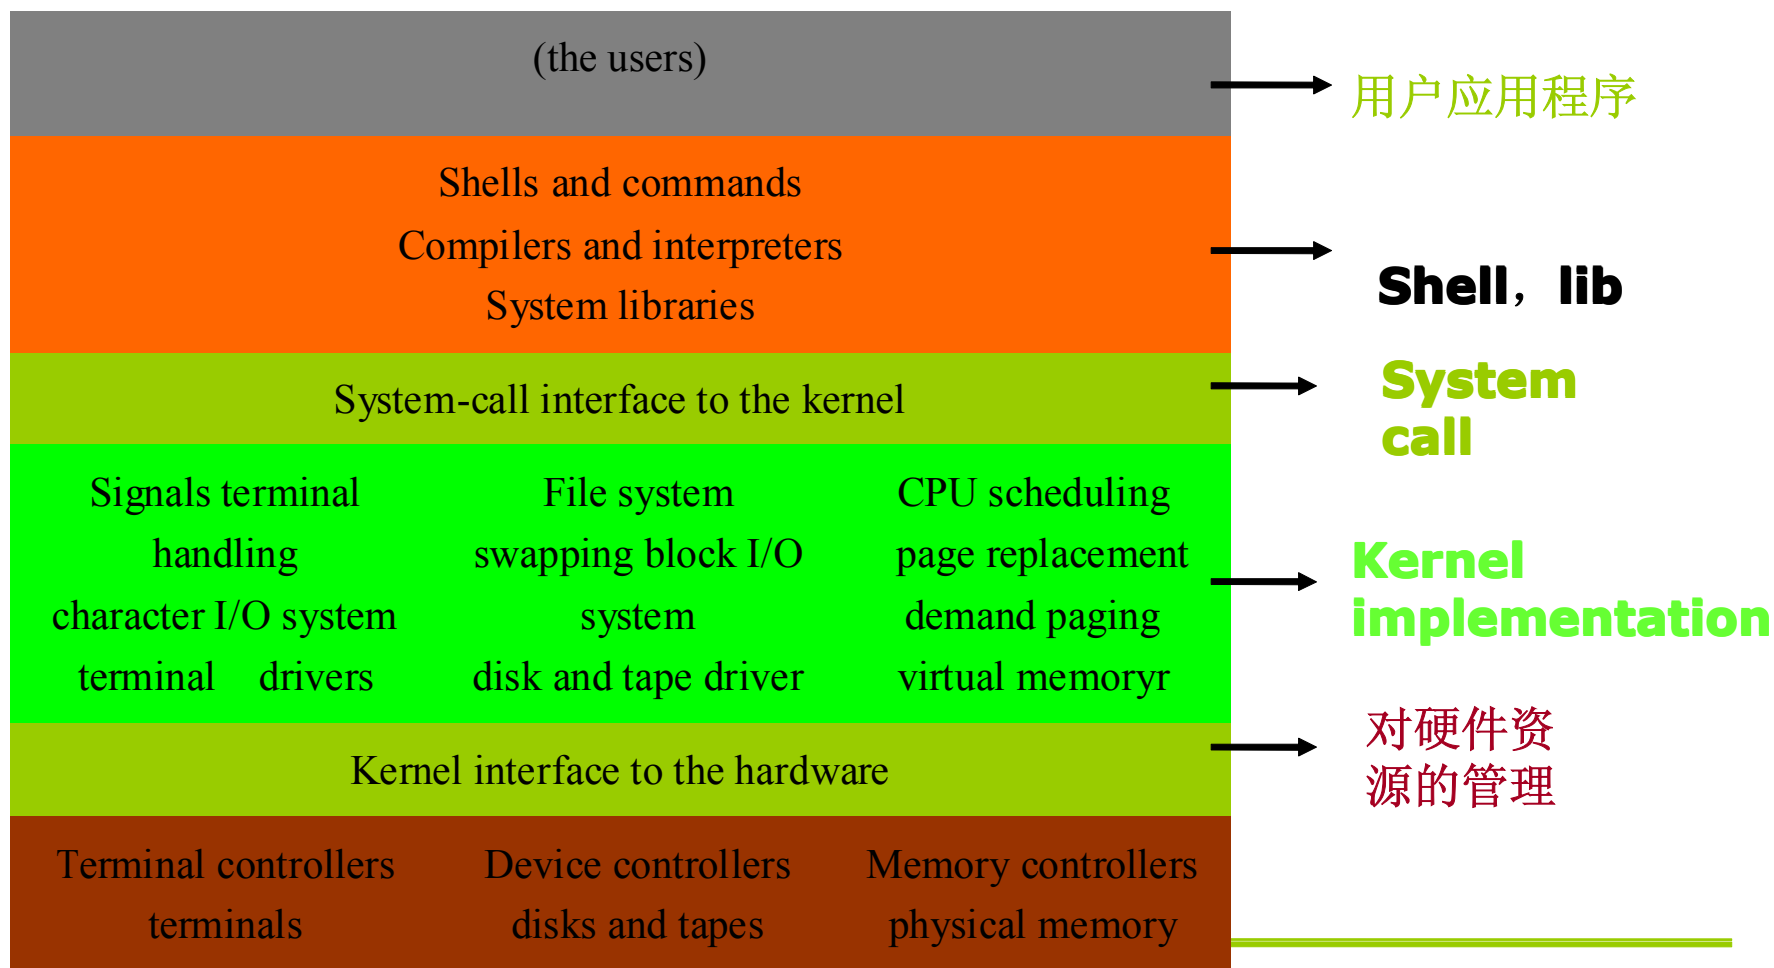 (the users)
用户应用程序
Shells and commands
Compilers and interpreters
System libraries
Shell，lib
System-call interface to the kernel
System
call
Signals terminal
handling
character I/O system
terminal drivers
File system
swapping block I/O
system
disk and tape driver
CPU scheduling
page replacement
demand paging
virtual memoryr
Kernel
implementation
Kernel interface to the hardware
对硬件资
源的管理
Terminal controllers
terminals
Device controllers
disks and tapes
Memory controllers
physical memory